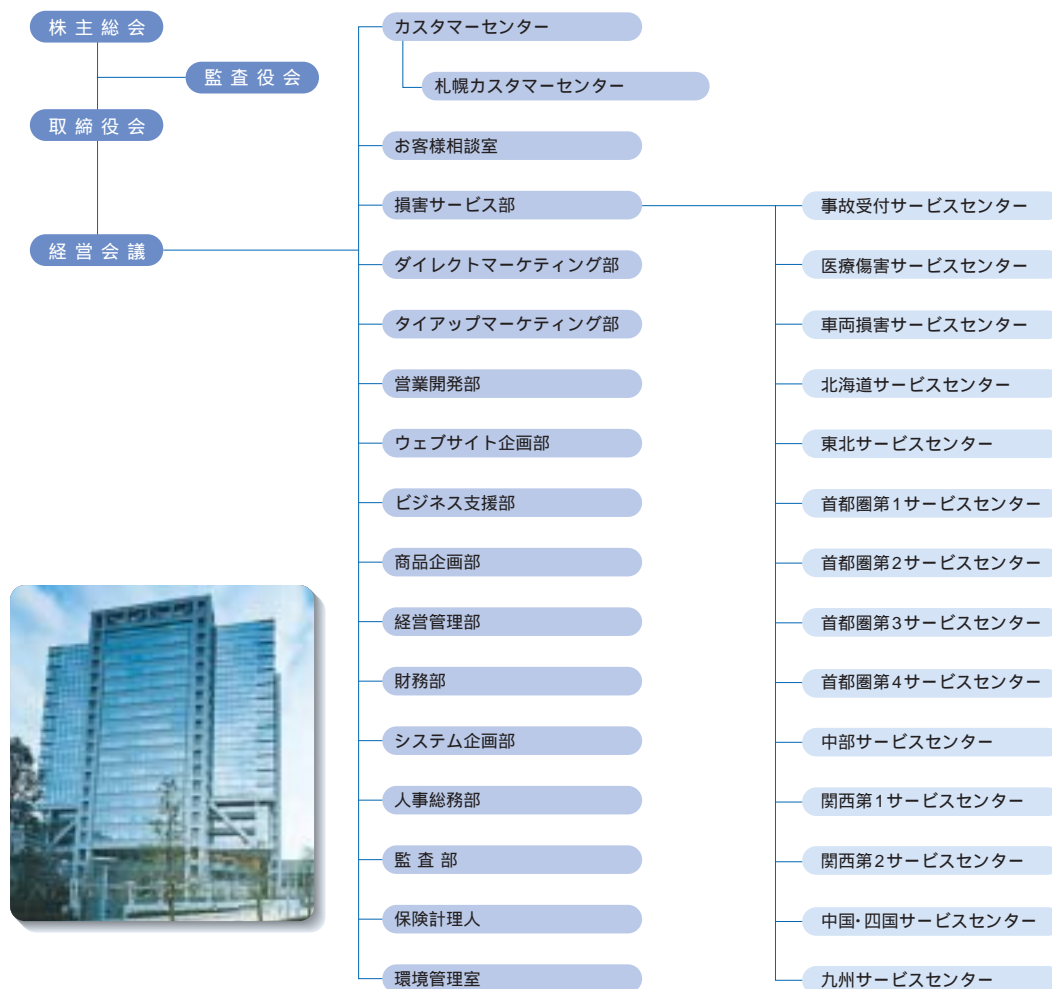 株主総会
監査役会
取締役会
経営会議
カスタマーセンター
札幌カスタマーセンター
お客様相談室
損害サービス部
ダイレクトマーケティング部
タイアップマーケティング部
営業開発部
ウェブサイト企画部
ビジネス支援部
商品企画部
経営管理部
財務部
システム企画部
人事総務部
監査部
保険計理人
環境管理室
事故受付サービスセンター
医療傷害サービスセンター
車両損害サービスセンター
北海道サービスセンター
東北サービスセンター
首都圏第1サービスセンター
首都圏第2サービスセンター
首都圏第3サービスセンター
首都圏第4サービスセンター
中部サービスセンター
関西第1サービスセンター
関西第2サービスセンター
中国・四国サービスセンター
九州サービスセンター